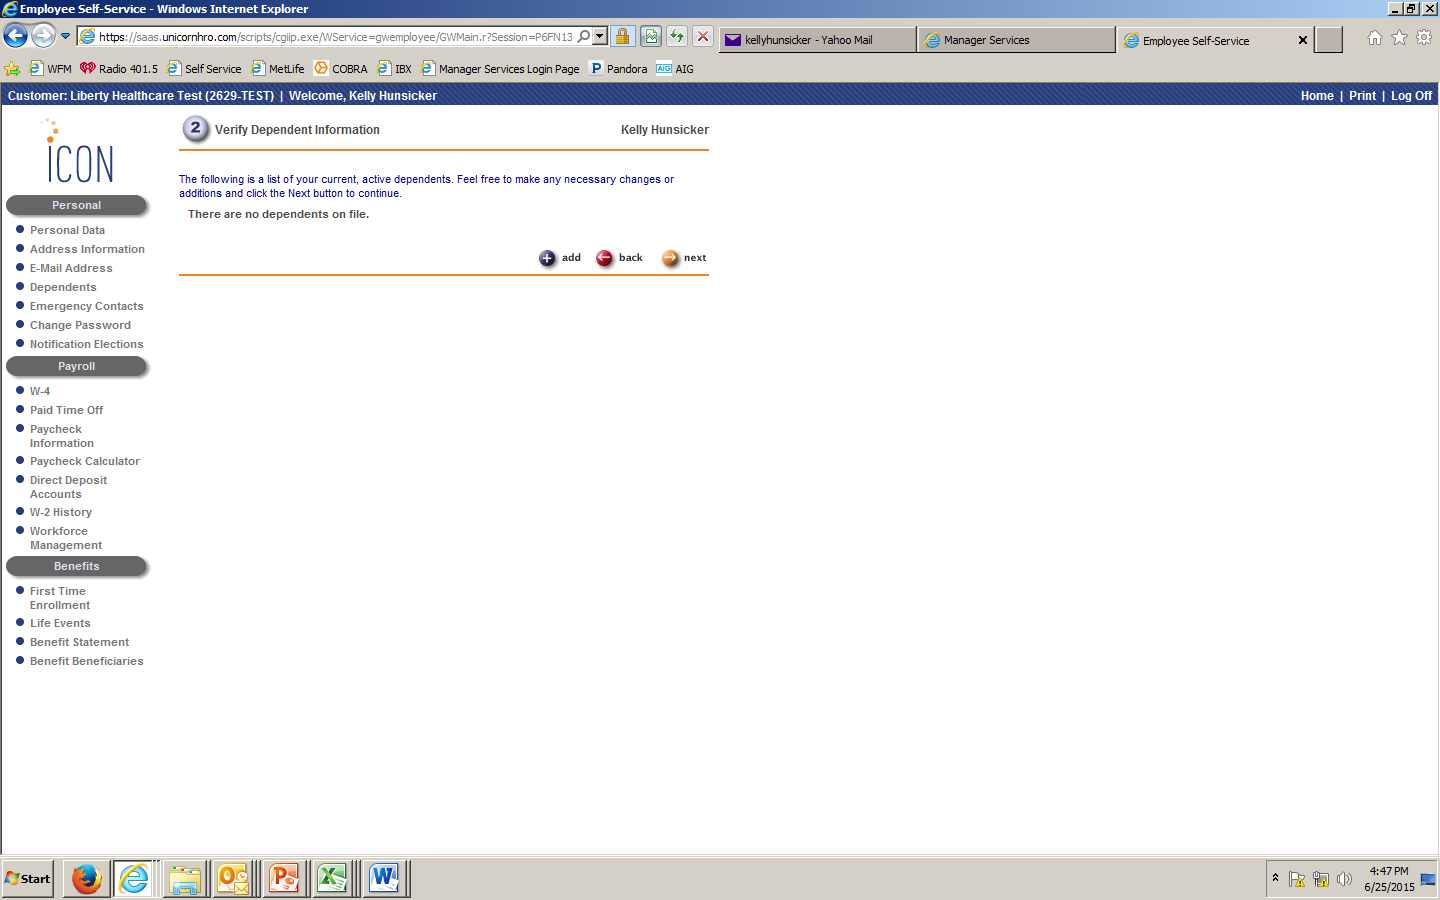 Employee Self-Service - Windows Internet Explorer
https://saas.unicornhro.com/scripts/cgiip.exe/WService=gwemployee/GWMain.r?Session=P6FN13
kellyhunsicker - Yahoo Mail
Manager Services
Employee Self-Service
WFM
Radio 401.5
Self Service
MetLife
COBRA
IBX
Manager Services Login Page
P Pandora
AIG AIG
Customer: Liberty Healthcare Test (2629-TEST) | Welcome, Kelly Hunsicker
Home | Print | Log Off
iCON
2 Verify Dependent Information
Kelly Hunsicker
The following is a list of your current, active dependents. Feel free to make any necessary changes or
additions and click the Next button to continue.
There are no dependents on file.
add
back
next
Personal
Personal Data
Address Information
E-Mail Address
Dependents
Emergency Contacts
Change Password
Notification Elections
Payroll
W-4
Paid Time Off
Paycheck
Information
Paycheck Calculator
Direct Deposit
Accounts
W-2 History
Workforce
Management
Benefits
First Time
Enrollment
Life Events
Benefit Statement
Benefit Beneficiaries
Start
4:47 PM
6/25/2015